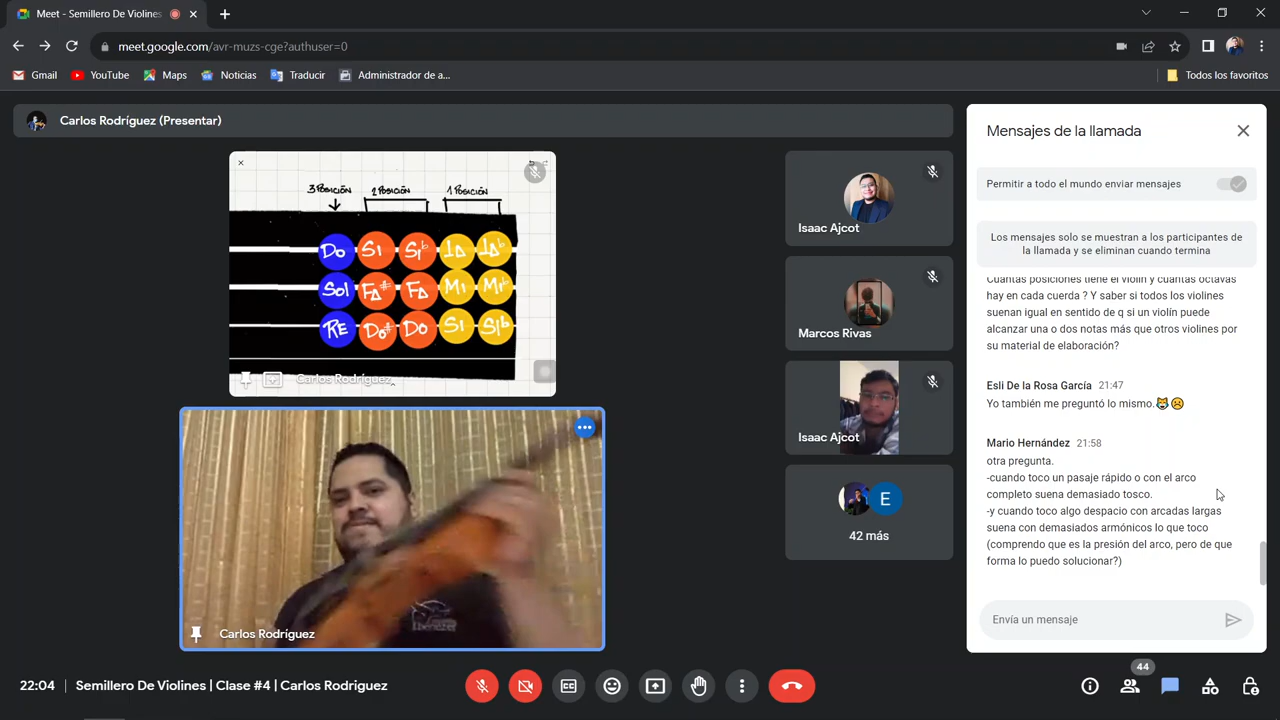 Meet - Semillero De Violines
meet.google.com/avr-muzs-cge?authuser=0
Gmail
YouTube
Maps
Noticias
Traducir
Administrador de a...
Todos los favoritos
Carlos Rodríguez (Presentar)
3 POSICIÓN
2 POSICIÓN
1 POSICIÓN
Do Si Si♭ LA LA♭
Sol FA# FA Mi Mi♭
RE Do# Do Si Si♭
Carlos Rodríguez
Carlos Rodríguez
Isaac Ajcot
Marcos Rivas
Isaac Ajcot
E
42 más
Mensajes de la llamada
Permitir a todo el mundo enviar mensajes
Los mensajes solo se muestran a los participantes de
la llamada y se eliminan cuando termina
Cuantas posiciones tiene el violín y cuantas octavas
hay en cada cuerda ? Y saber si todos los violines
suenan igual en sentido de q si un violín puede
alcanzar una o dos notas más que otros violines por
su material de elaboración?
Esli De la Rosa García 21:47
Yo también me preguntó lo mismo.😹☹️
Mario Hernández 21:58
otra pregunta.
-cuando toco un pasaje rápido o con el arco
completo suena demasiado tosco.
-y cuando toco algo despacio con arcadas largas
suena con demasiados armónicos lo que toco
(comprendo que es la presión del arco, pero de que
forma lo puedo solucionar?)
Envía un mensaje
22:04 | Semillero De Violines | Clase #4 | Carlos Rodriguez
44